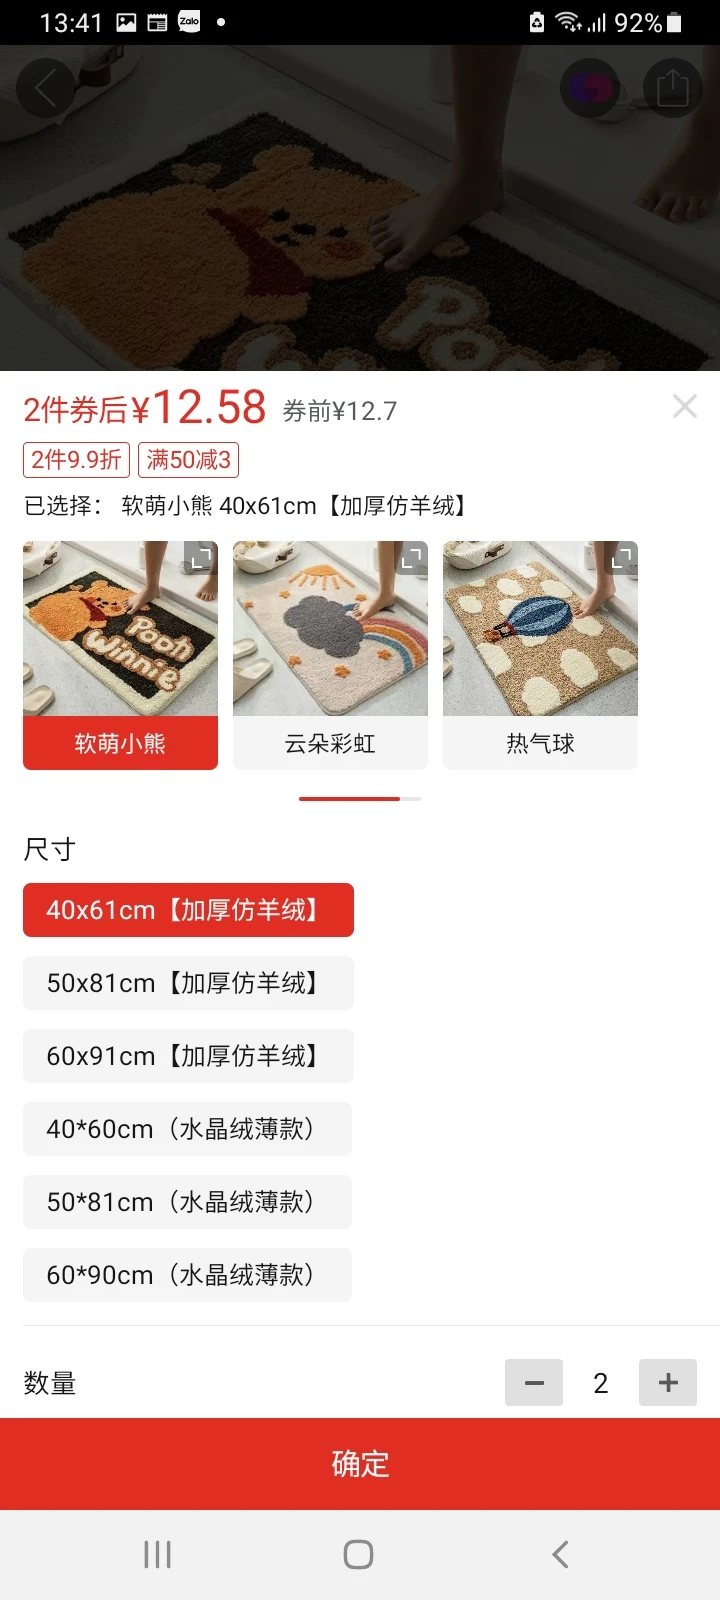 13:41 Zalo 92%
Pooh
2件券后¥12.58 券前¥12.7
2件9.9折 满50减3
已选择： 软萌小熊 40x61cm【加厚仿羊绒】
Pooh
Winnie
软萌小熊 云朵彩虹 热气球
尺寸
40x61cm【加厚仿羊绒】
50x81cm【加厚仿羊绒】
60x91cm【加厚仿羊绒】
40*60cm（水晶绒薄款）
50*81cm（水晶绒薄款）
60*90cm（水晶绒薄款）
数量 2
确定